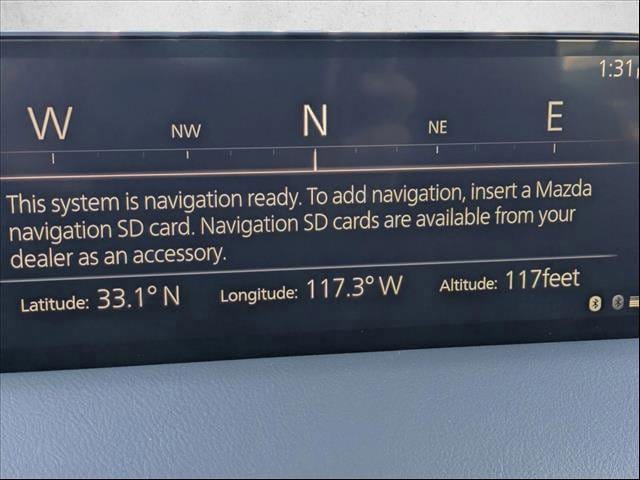 1:31
W NW N NE E
This system is navigation ready. To add navigation, insert a Mazda
navigation SD card. Navigation SD cards are available from your
dealer as an accessory.
Latitude: 33.1° N Longitude: 117.3° W Altitude: 117feet